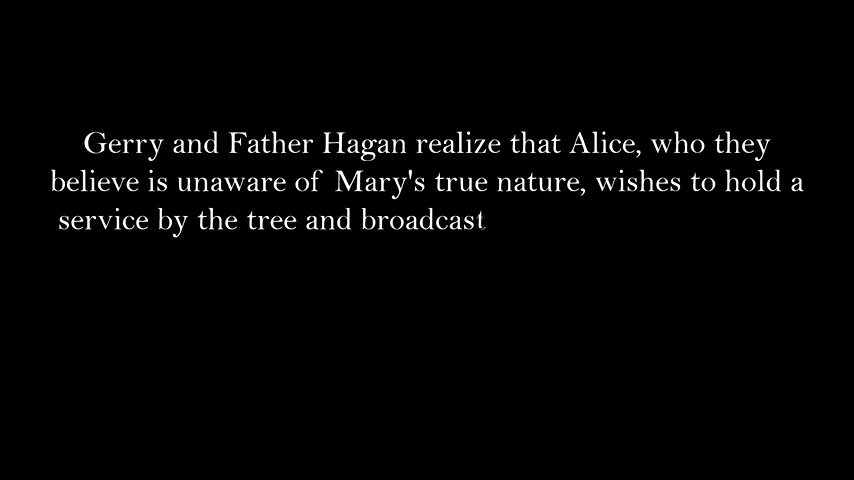 Gerry and Father Hagan realize that Alice, who they
believe is unaware of Mary's true nature, wishes to hold a
service by the tree and broadcast